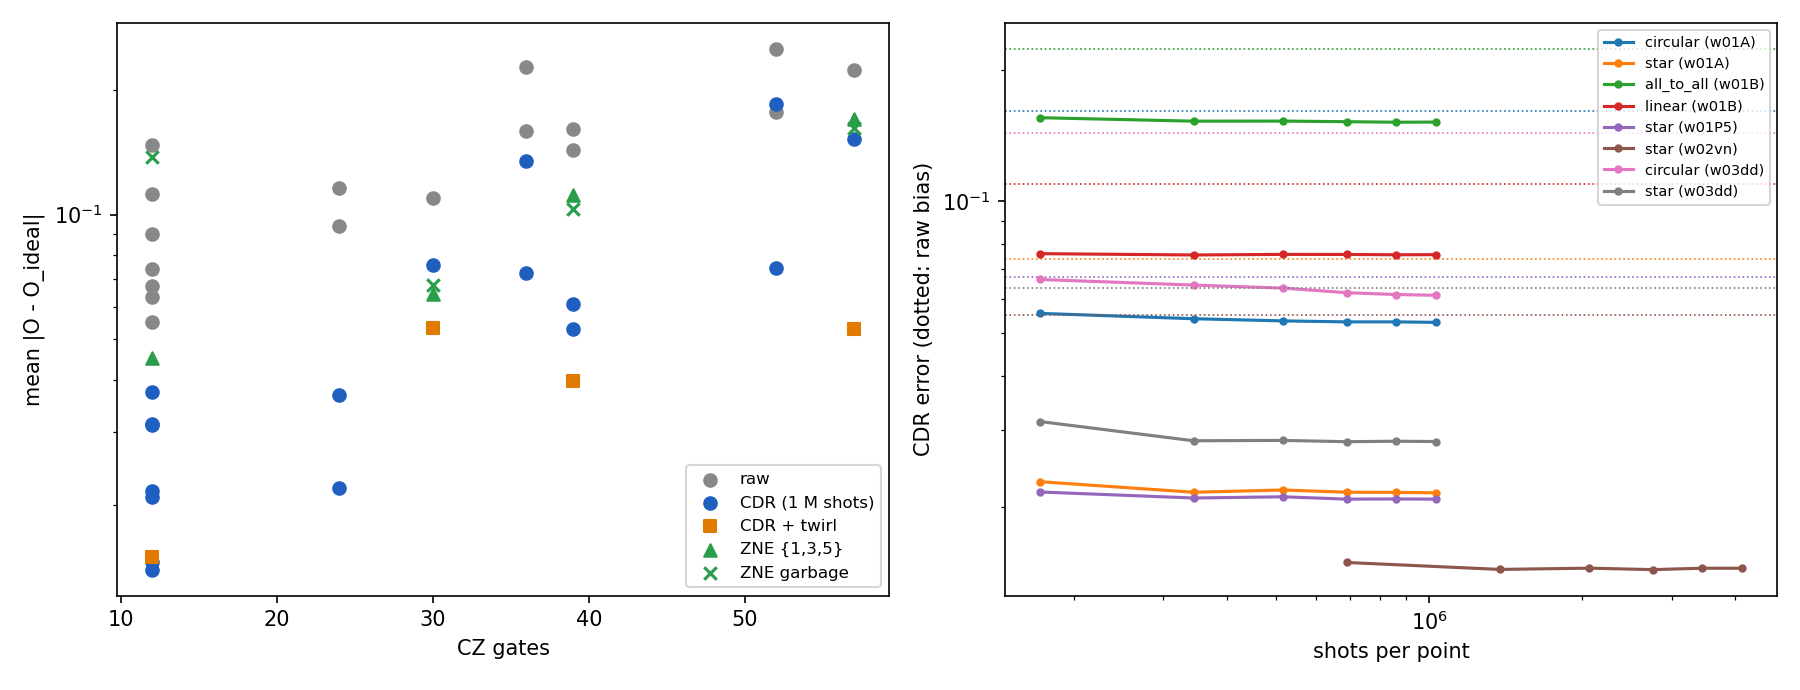 mean |O - O_ideal|
10⁻¹
10
20
30
40
50
CZ gates
raw
CDR (1 M shots)
CDR + twirl
ZNE {1,3,5}
ZNE garbage
CDR error (dotted: raw bias)
10⁻¹
10⁶
shots per point
circular (w01A)
star (w01A)
all_to_all (w01B)
linear (w01B)
star (w01P5)
star (w02vn)
circular (w03dd)
star (w03dd)